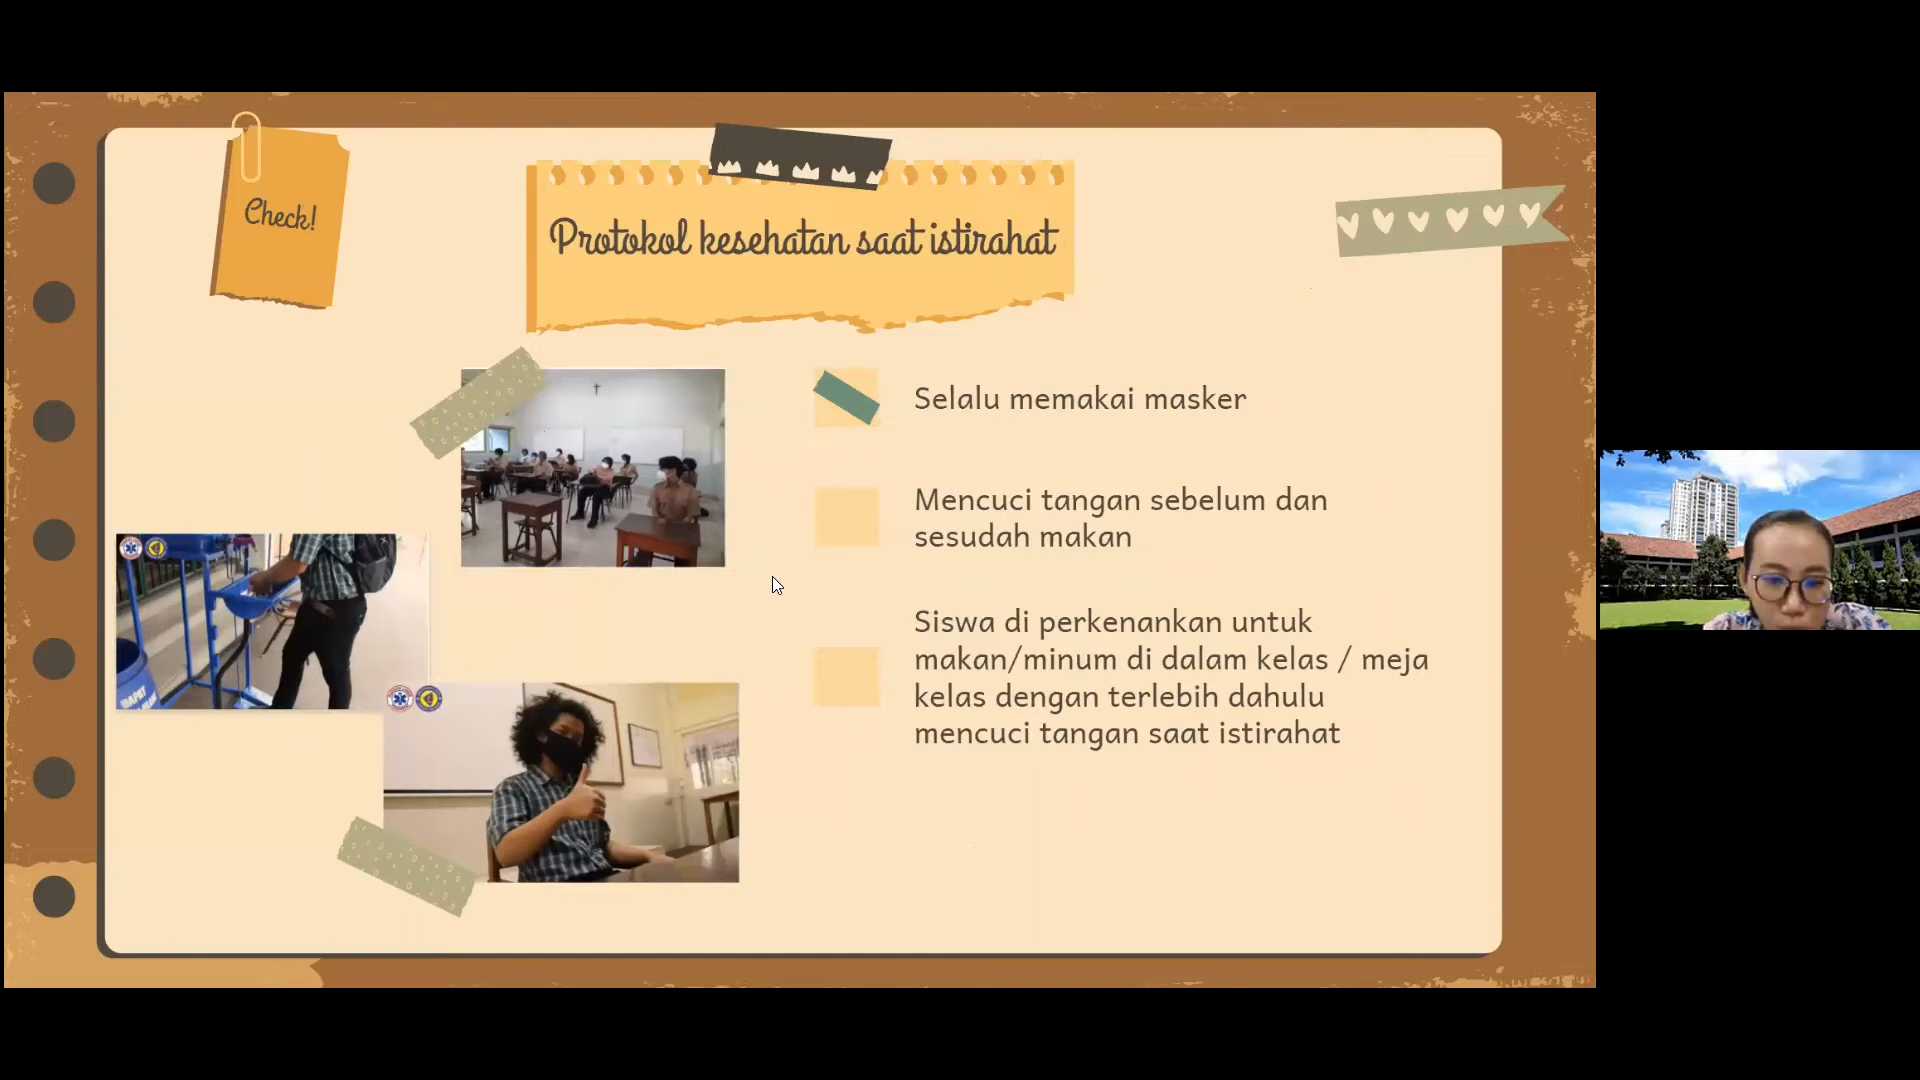 Check!
Protokol kesehatan saat istirahat
Selalu memakai masker
Mencuci tangan sebelum dan
sesudah makan
Siswa di perkenankan untuk
makan/minum di dalam kelas / meja
kelas dengan terlebih dahulu
mencuci tangan saat istirahat